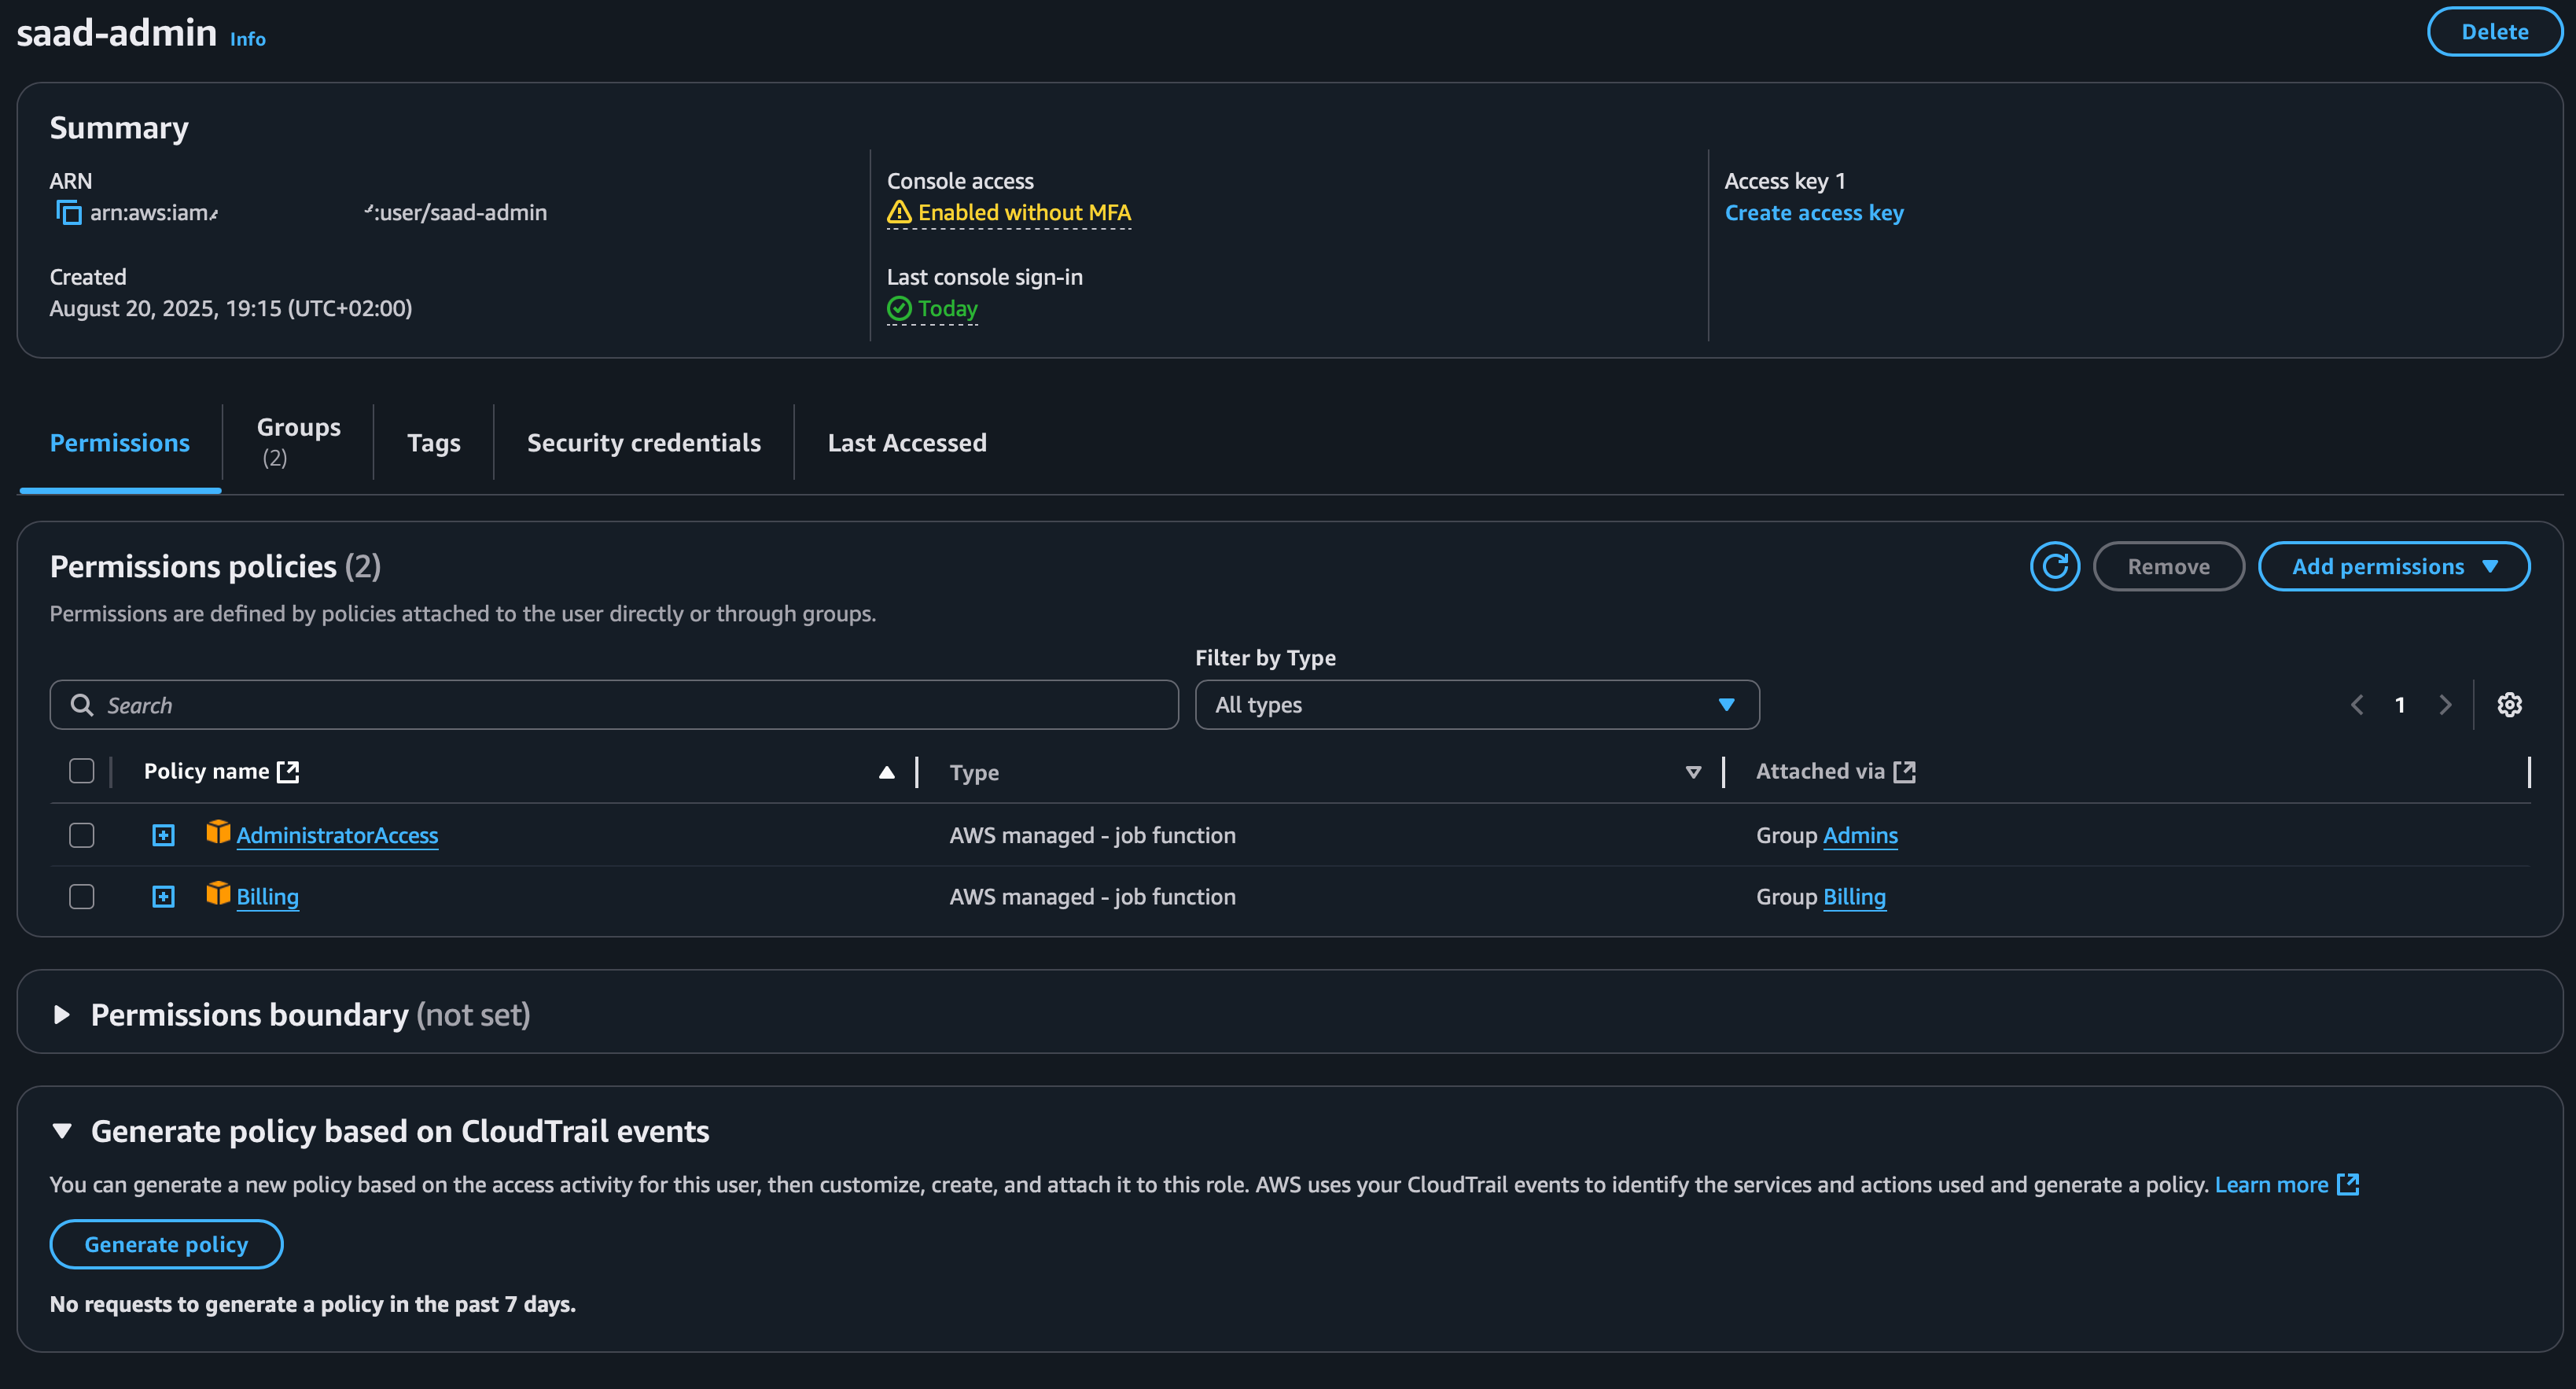 saad-admin Info
Delete
Summary
ARN
arn:aws:iam :user/saad-admin
Created
August 20, 2025, 19:15 (UTC+02:00)
Console access
Enabled without MFA
Last console sign-in
Today
Access key 1
Create access key
Permissions
Groups
(2)
Tags
Security credentials
Last Accessed
Permissions policies (2)
Remove
Add permissions
Permissions are defined by policies attached to the user directly or through groups.
Filter by Type
Search
All types
1
Policy name Type Attached via
AdministratorAccess AWS managed - job function Group Admins
Billing AWS managed - job function Group Billing
Permissions boundary (not set)
Generate policy based on CloudTrail events
You can generate a new policy based on the access activity for this user, then customize, create, and attach it to this role. AWS uses your CloudTrail events to identify the services and actions used and generate a policy. Learn more
Generate policy
No requests to generate a policy in the past 7 days.